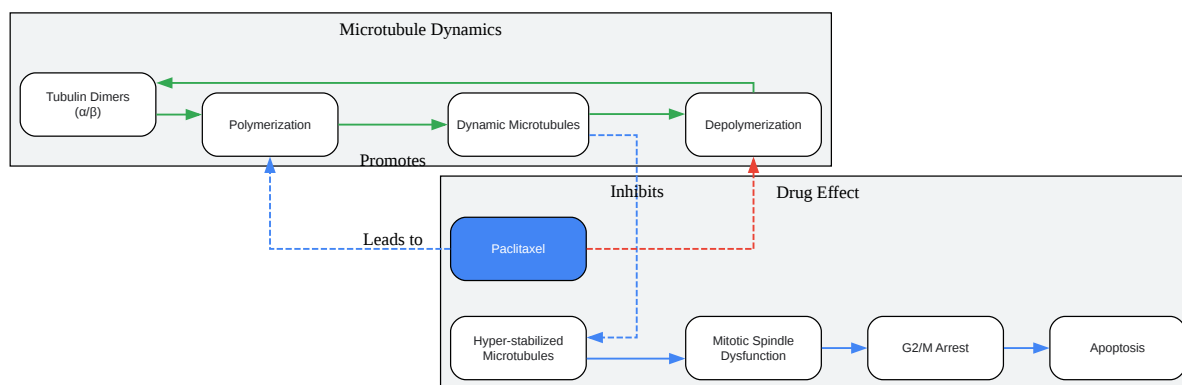 Microtubule Dynamics
Tubulin Dimers
(α/β)
Polymerization
Dynamic Microtubules
Depolymerization
Promotes
Inhibits
Drug Effect
Leads to
Paclitaxel
Hyper-stabilized
Microtubules
Mitotic Spindle
Dysfunction
G2/M Arrest
Apoptosis